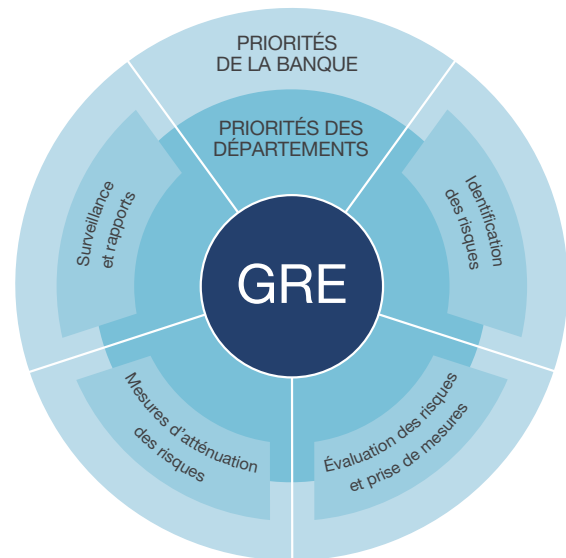 PRIORITÉS
DE LA BANQUE
PRIORITÉS DES
DÉPARTEMENTS
Identification
des risques
Évaluation des risques
et prise de mesures
Mesures d’atténuation
des risques
Surveillance
et rapports
GRE